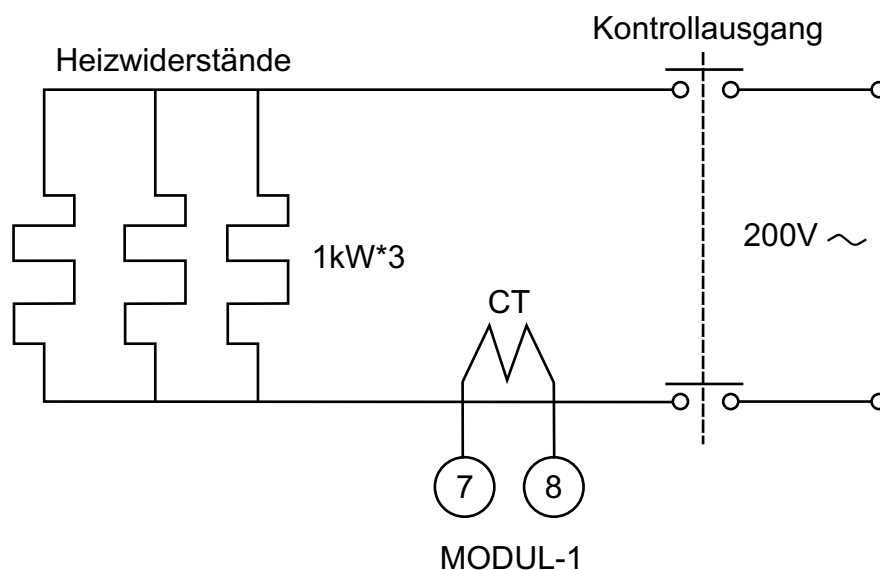 Kontrollausgang
Heizwiderstände
1kW*3
200V ~
CT
7
8
MODUL-1